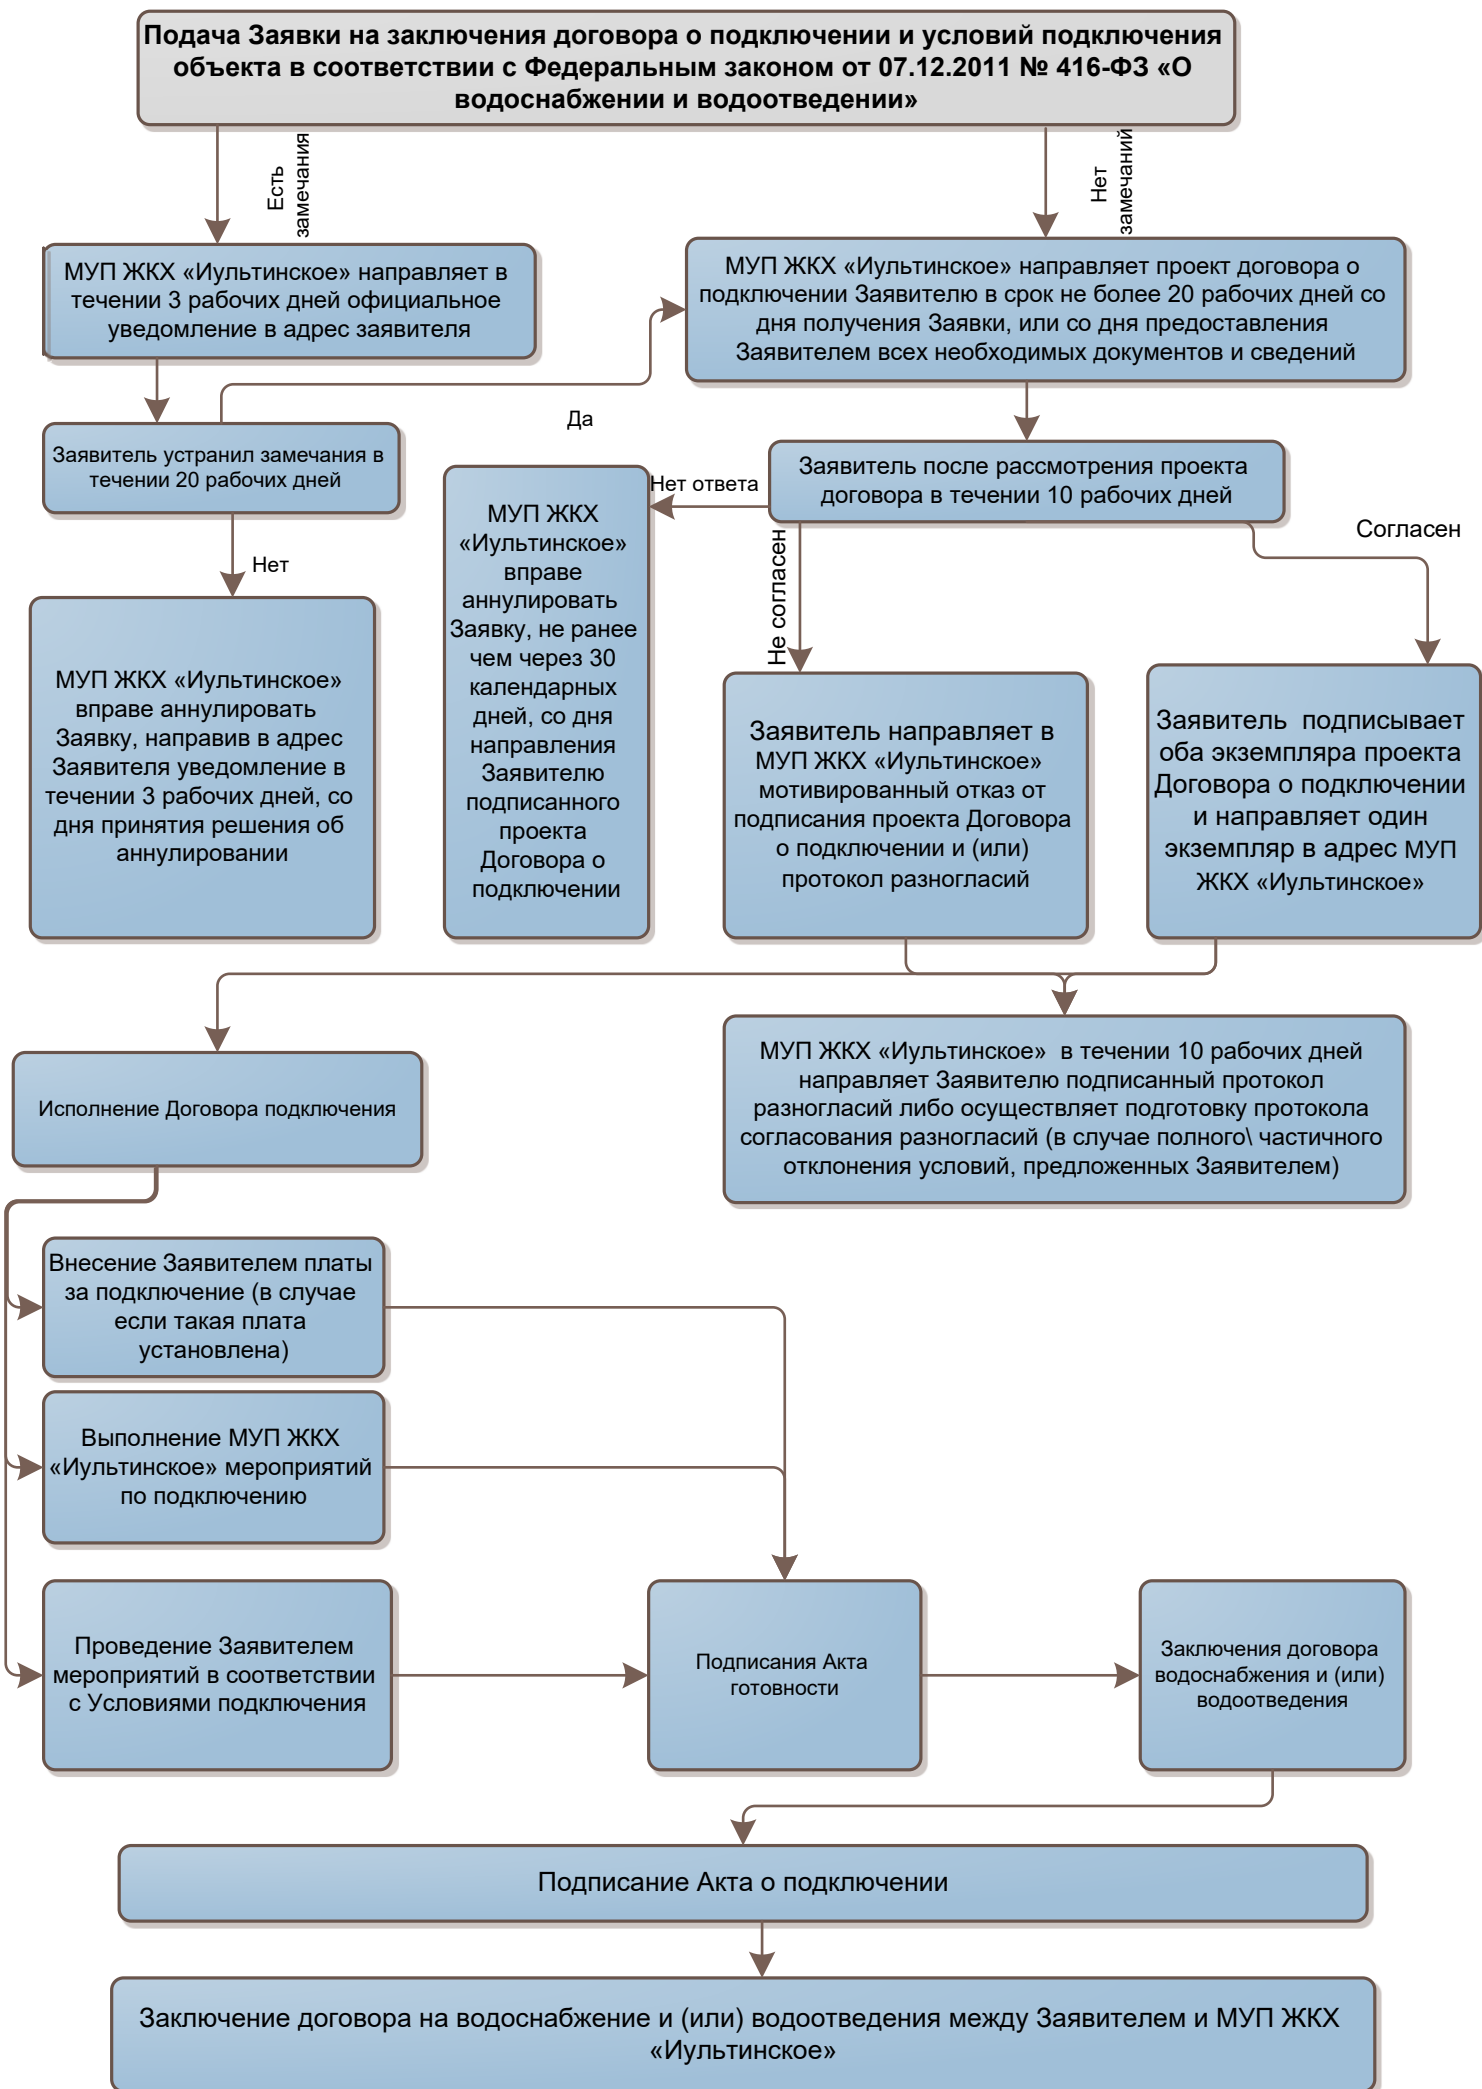 Подача Заявки на заключения договора о подключении и условий подключения
объекта в соответствии с Федеральным законом от 07.12.2011 № 416-ФЗ «О
водоснабжении и водоотведении»
Есть
замечания
Нет
замечаний
МУП ЖКХ «Иультинское» направляет в
течении 3 рабочих дней официальное
уведомление в адрес заявителя
МУП ЖКХ «Иультинское» направляет проект договора о
подключении Заявителю в срок не более 20 рабочих дней со
дня получения Заявки, или со дня предоставления
Заявителем всех необходимых документов и сведений
Да
Заявитель устранил замечания в
течении 20 рабочих дней
Нет
Заявитель после рассмотрения проекта
договора в течении 10 рабочих дней
Нет ответа
Не согласен
Согласен
МУП ЖКХ «Иультинское»
вправе аннулировать
Заявку, направив в адрес
Заявителя уведомление в
течении 3 рабочих дней, со
дня принятия решения об
аннулировании
МУП ЖКХ
«Иультинское»
вправе
аннулировать
Заявку, не ранее
чем через 30
календарных
дней, со дня
направления
Заявителю
подписанного
проекта
Договора о
подключении
Заявитель направляет в
МУП ЖКХ «Иультинское»
мотивированный отказ от
подписания проекта Договора
о подключении и (или)
протокол разногласий
Заявитель подписывает
оба экземпляра проекта
Договора о подключении
и направляет один
экземпляр в адрес МУП
ЖКХ «Иультинское»
Исполнение Договора подключения
МУП ЖКХ «Иультинское» в течении 10 рабочих дней
направляет Заявителю подписанный протокол
разногласий либо осуществляет подготовку протокола
согласования разногласий (в случае полного\ частичного
отклонения условий, предложенных Заявителем)
Внесение Заявителем платы
за подключение (в случае
если такая плата
установлена)
Выполнение МУП ЖКХ
«Иультинское» мероприятий
по подключению
Проведение Заявителем
мероприятий в соответствии
с Условиями подключения
Подписания Акта
готовности
Заключения договора
водоснабжения и (или)
водоотведения
Подписание Акта о подключении
Заключение договора на водоснабжение и (или) водоотведения между Заявителем и МУП ЖКХ
«Иультинское»